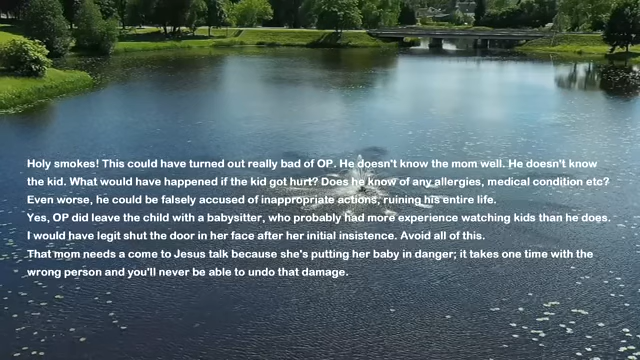 Holy smokes! This could have turned out really bad of OP. He doesn't know the mom well. He doesn't know
the kid. What would have happened if the kid got hurt? Does he know of any allergies, medical condition etc?
Even worse, he could be falsely accused of inappropriate actions, ruining his entire life.
Yes, OP did leave the child with a babysitter, who probably had more experience watching kids than he does.
I would have legit shut the door in her face after her initial insistence. Avoid all of this.
That mom needs a come to Jesus talk because she's putting her baby in danger; it takes one time with the
wrong person and you'll never be able to undo that damage.